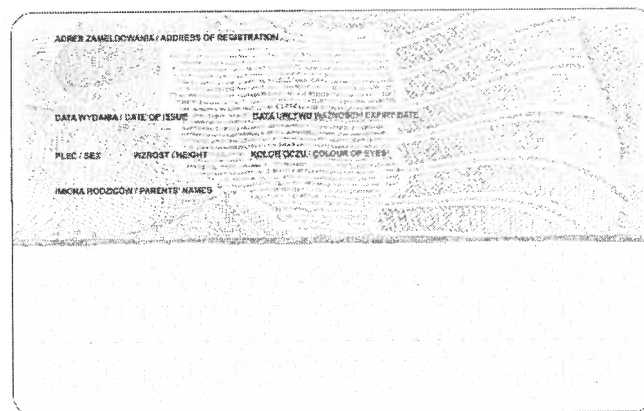 ADRES ZAMELDOWANIA / ADDRESS OF REGISTRATION
DATA WYDANIA / DATE OF ISSUE DATA UPŁYWU WAŻNOŚCI / EXPIRY DATE
PŁEĆ / SEX WZROST / HEIGHT KOLOR OCZU / COLOUR OF EYES
IMIONA RODZICÓW / PARENTS' NAMES